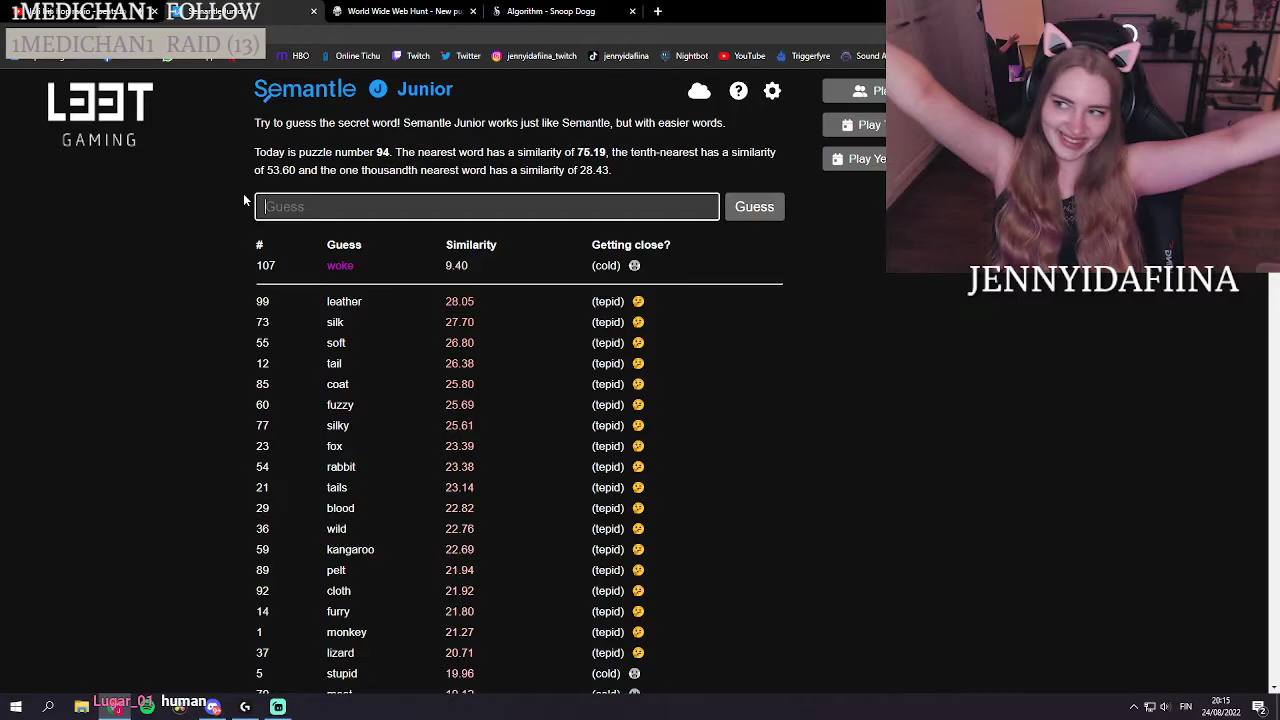 1MEDICHAN1 FOLLOW
1MEDICHAN1 RAID (13)
World Wide Web Hunt - New pu
Algorithm - Snoop Dogg
HBO
Online Tichu
Twitch
Twitter
jennyidafiina
jennydafiina
Nightbot
YouTube
Triggerfyre
Sound A
L33T
GAMING
Semantle J Junior
Try to guess the secret word! Semantle Junior works just like Semantle, but with easier words.
Today is puzzle number 94. The nearest word has a similarity of 75.19, the tenth-nearest has a similarity
of 53.60 and the one thousandth nearest word has a similarity of 28.43.
Guess
Guess
Pla
Play T
Play Ye
# Guess Similarity Getting close?
107 woke 9.40 (cold)
99 leather 28.05 (tepid)
73 silk 27.70 (tepid)
55 soft 26.80 (tepid)
12 tail 26.38 (tepid)
85 coat 25.80 (tepid)
60 fuzzy 25.69 (tepid)
77 silky 25.61 (tepid)
23 fox 23.39 (tepid)
54 rabbit 23.38 (tepid)
21 tails 23.14 (tepid)
29 blood 22.82 (tepid)
36 wild 22.76 (tepid)
59 kangaroo 22.69 (tepid)
89 pelt 21.94 (tepid)
92 cloth 21.92 (tepid)
14 furry 21.80 (tepid)
1 monkey 21.27 (tepid)
37 lizard 20.71 (tepid)
5 stupid 19.96 (cold)
JENNYIDAFIINA
Lugar_01 human
FIN
20:15
24/08/2022